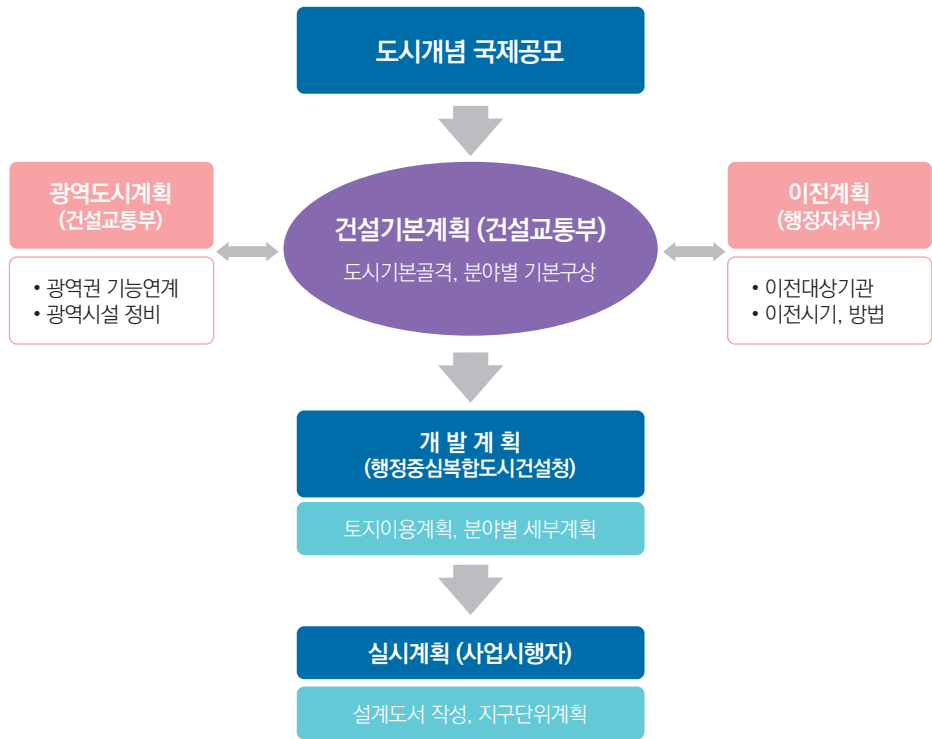 도시개념 국제공모
광역도시계획
(건설교통부)
• 광역권 기능연계
• 광역시설 정비
건설기본계획 (건설교통부)
도시기본골격, 분야별 기본구상
이전계획
(행정자치부)
• 이전대상기관
• 이전시기, 방법
개 발 계 획
(행정중심복합도시건설청)
토지이용계획, 분야별 세부계획
실시계획 (사업시행자)
설계도서 작성, 지구단위계획